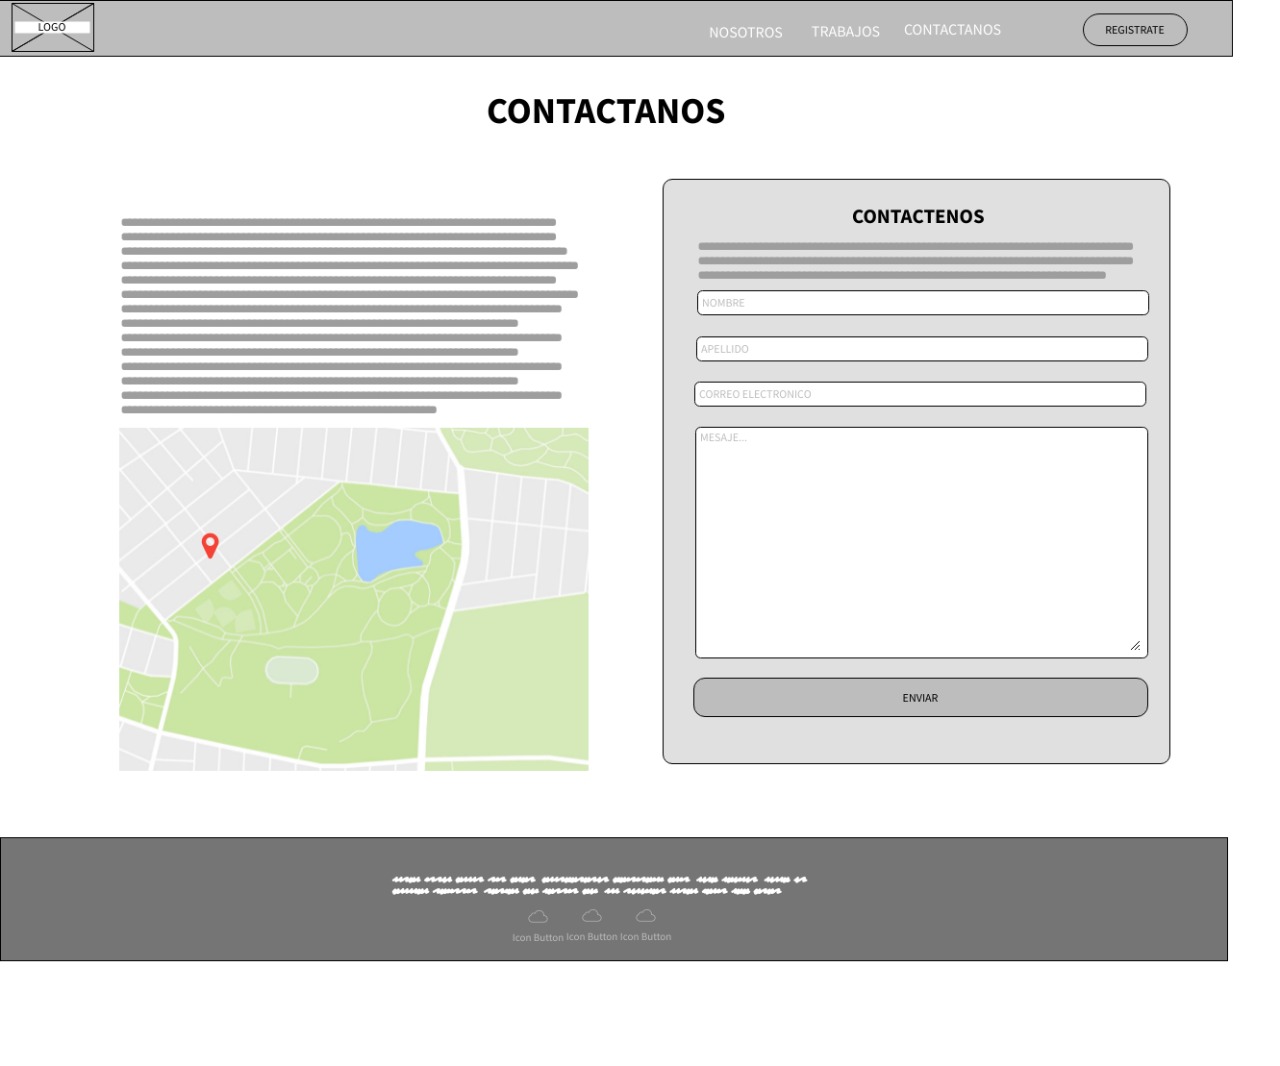 LOGO
NOSOTROS
TRABAJOS
CONTACTANOS
REGISTRATE
CONTACTANOS
CONTACTENOS
NOMBRE
APELLIDO
CORREO ELECTRONICO
MESAJE...
ENVIAR
Icon Button Icon Button Icon Button